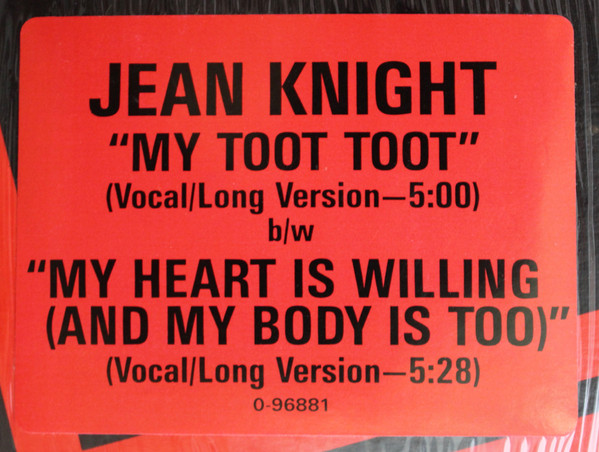 JEAN KNIGHT
“MY TOOT TOOT”
(Vocal/Long Version—5:00)
b/w
“MY HEART IS WILLING
(AND MY BODY IS TOO)”
(Vocal/Long Version—5:28)
0-96881